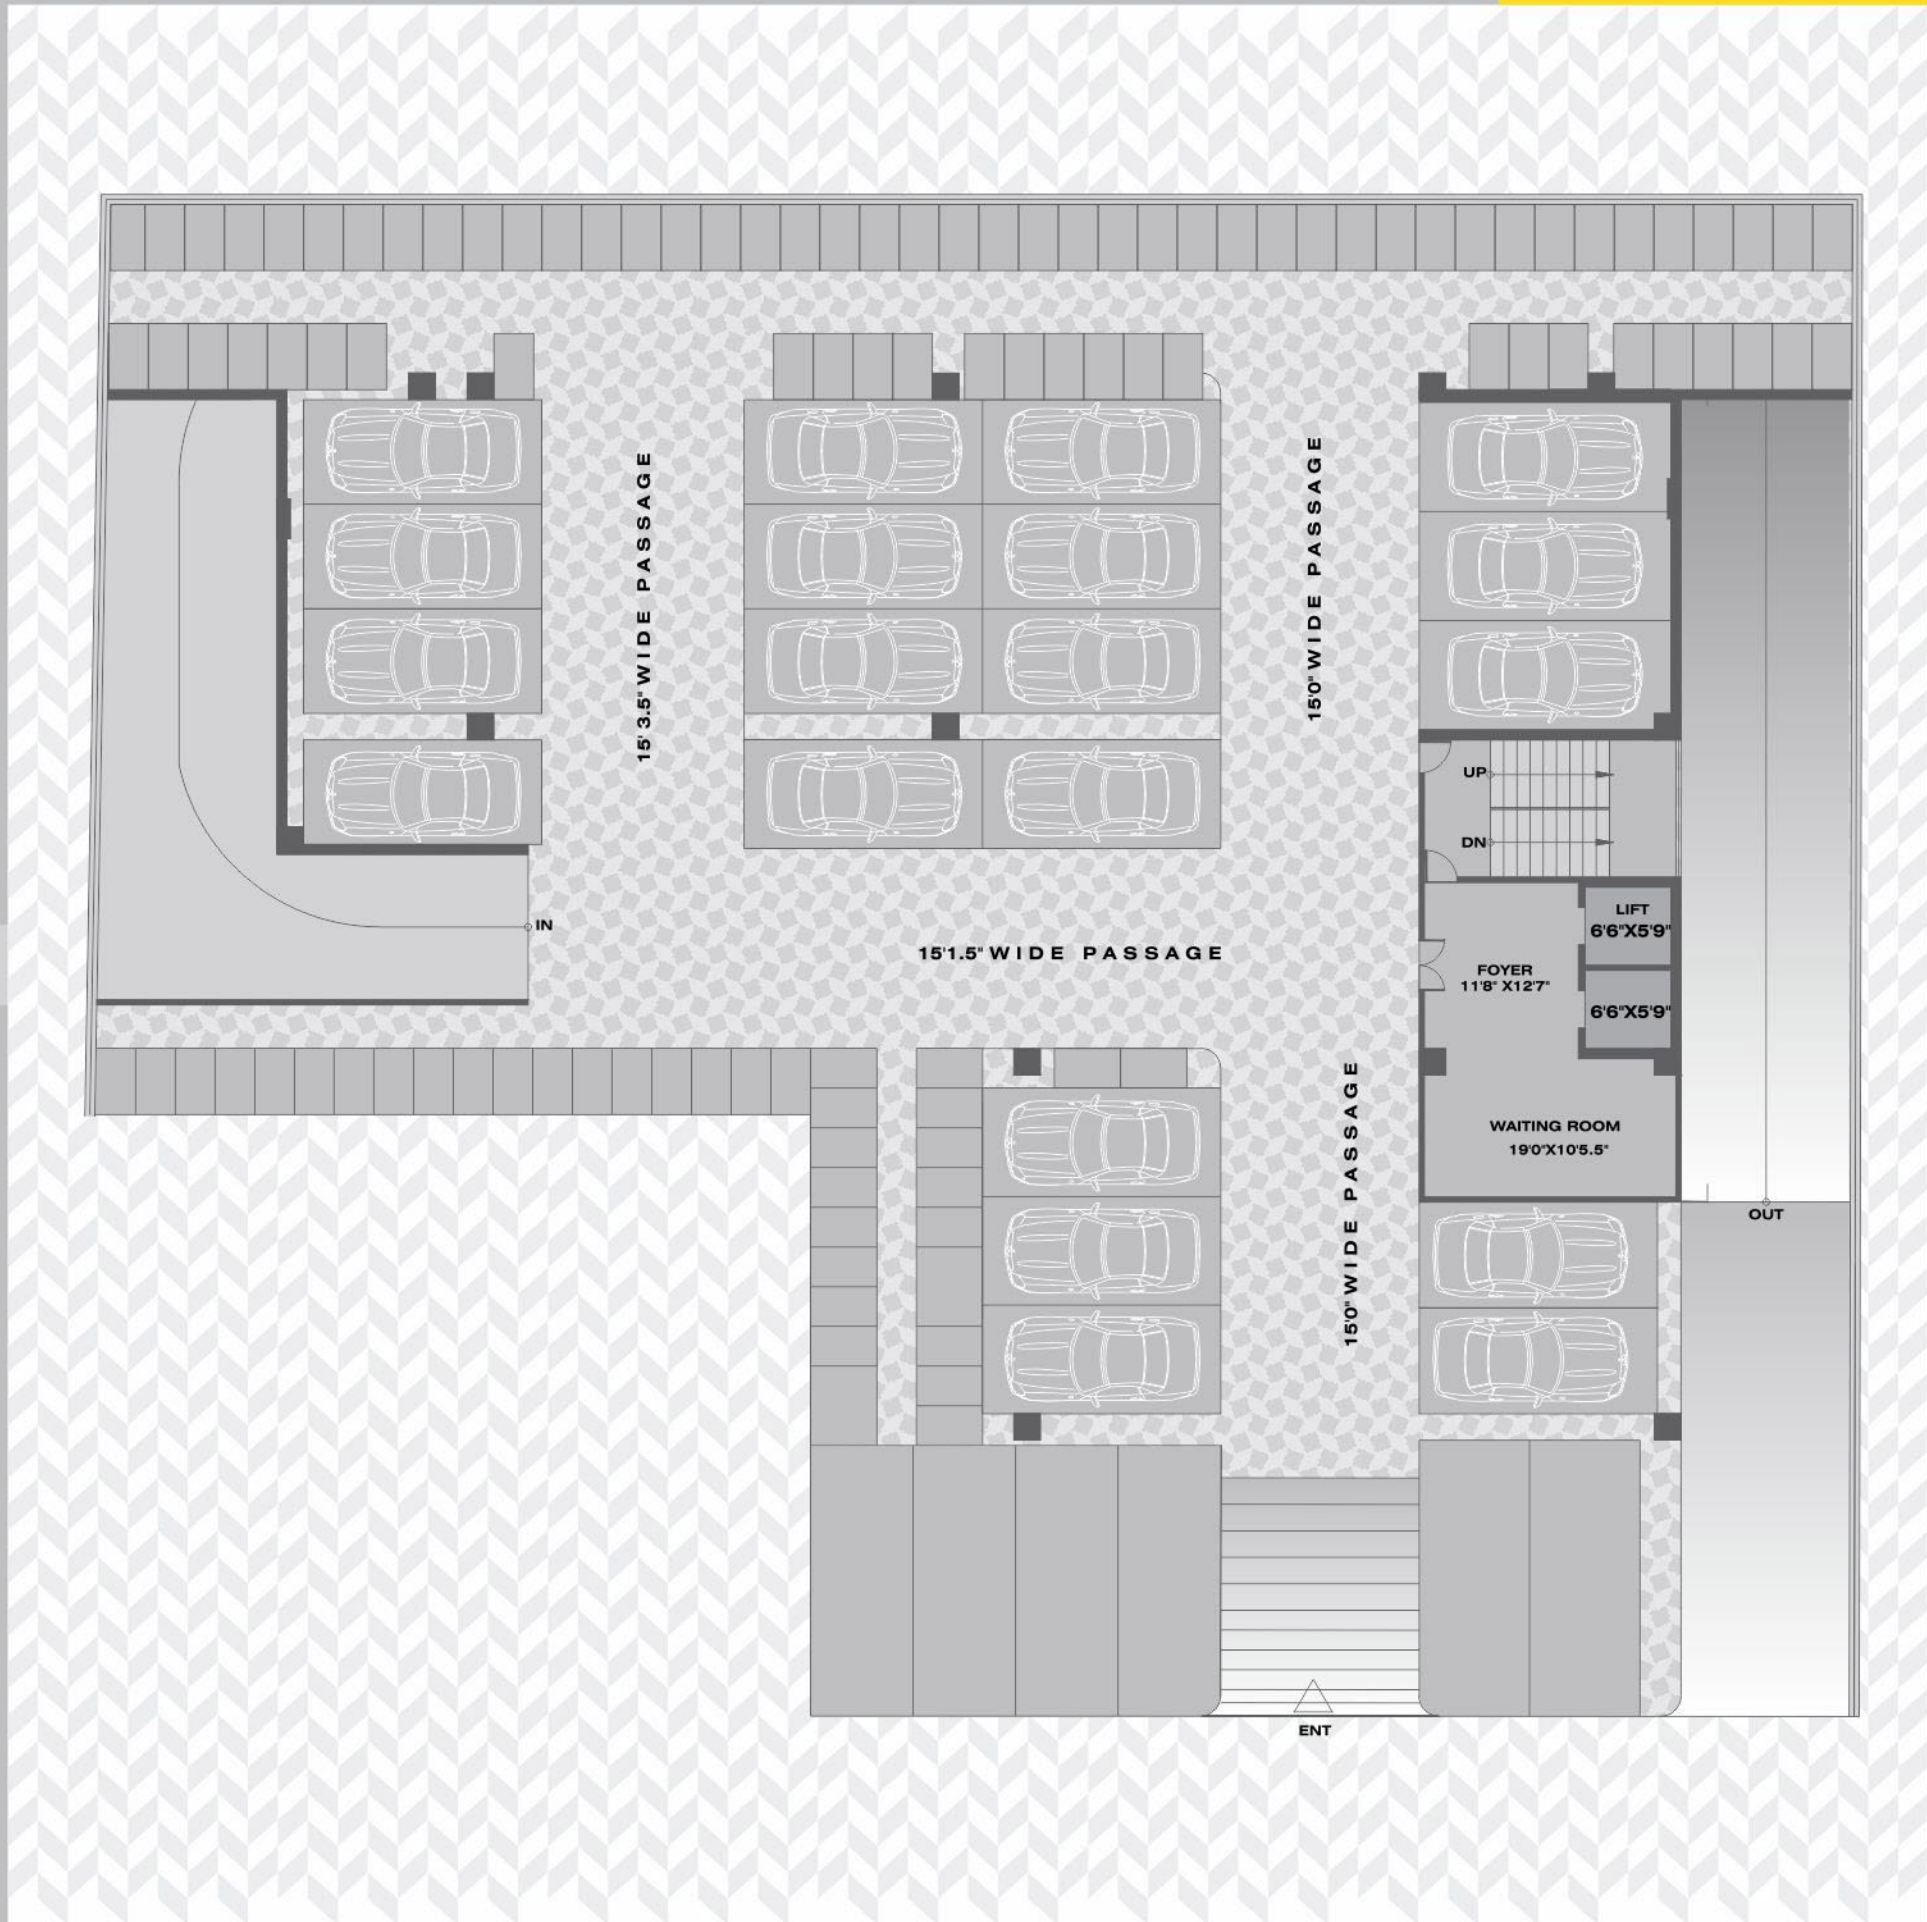 15' 3.5" WIDE PASSAGE
15'0" WIDE PASSAGE
UP
DN
IN
15'1.5" WIDE PASSAGE
LIFT
6'6"X5'9"
FOYER
11'8" X12'7"
6'6"X5'9"
15'0" WIDE PASSAGE
WAITING ROOM
19'0"X10'5.5"
OUT
ENT